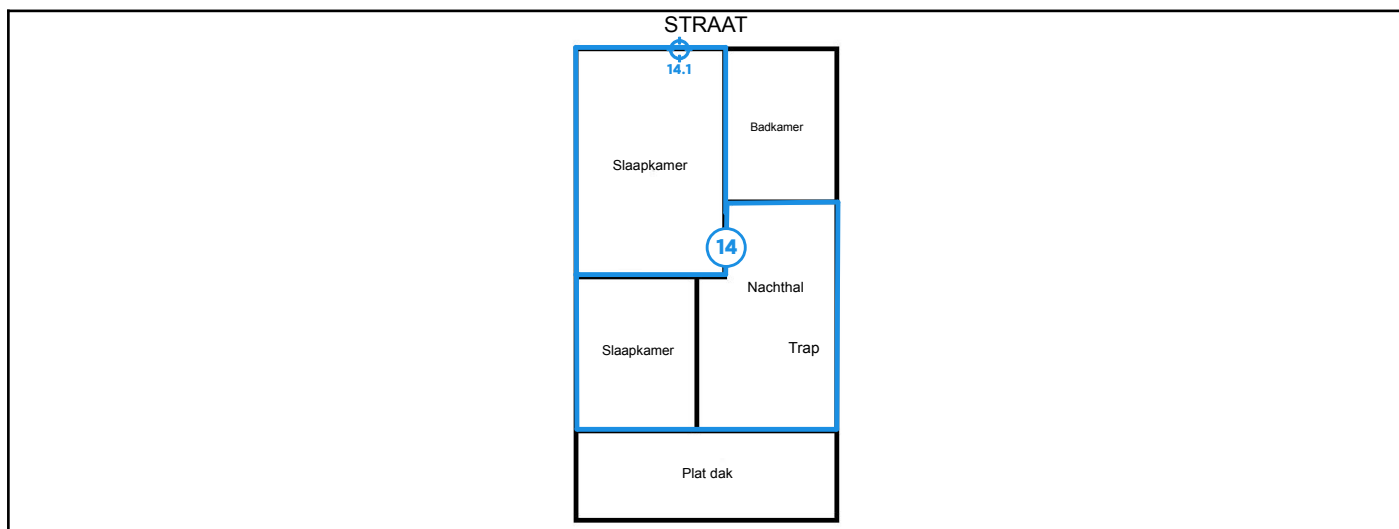 STRAAT
14.1
Badkamer
Slaapkamer
14
Nachthal
Trap
Slaapkamer
Plat dak